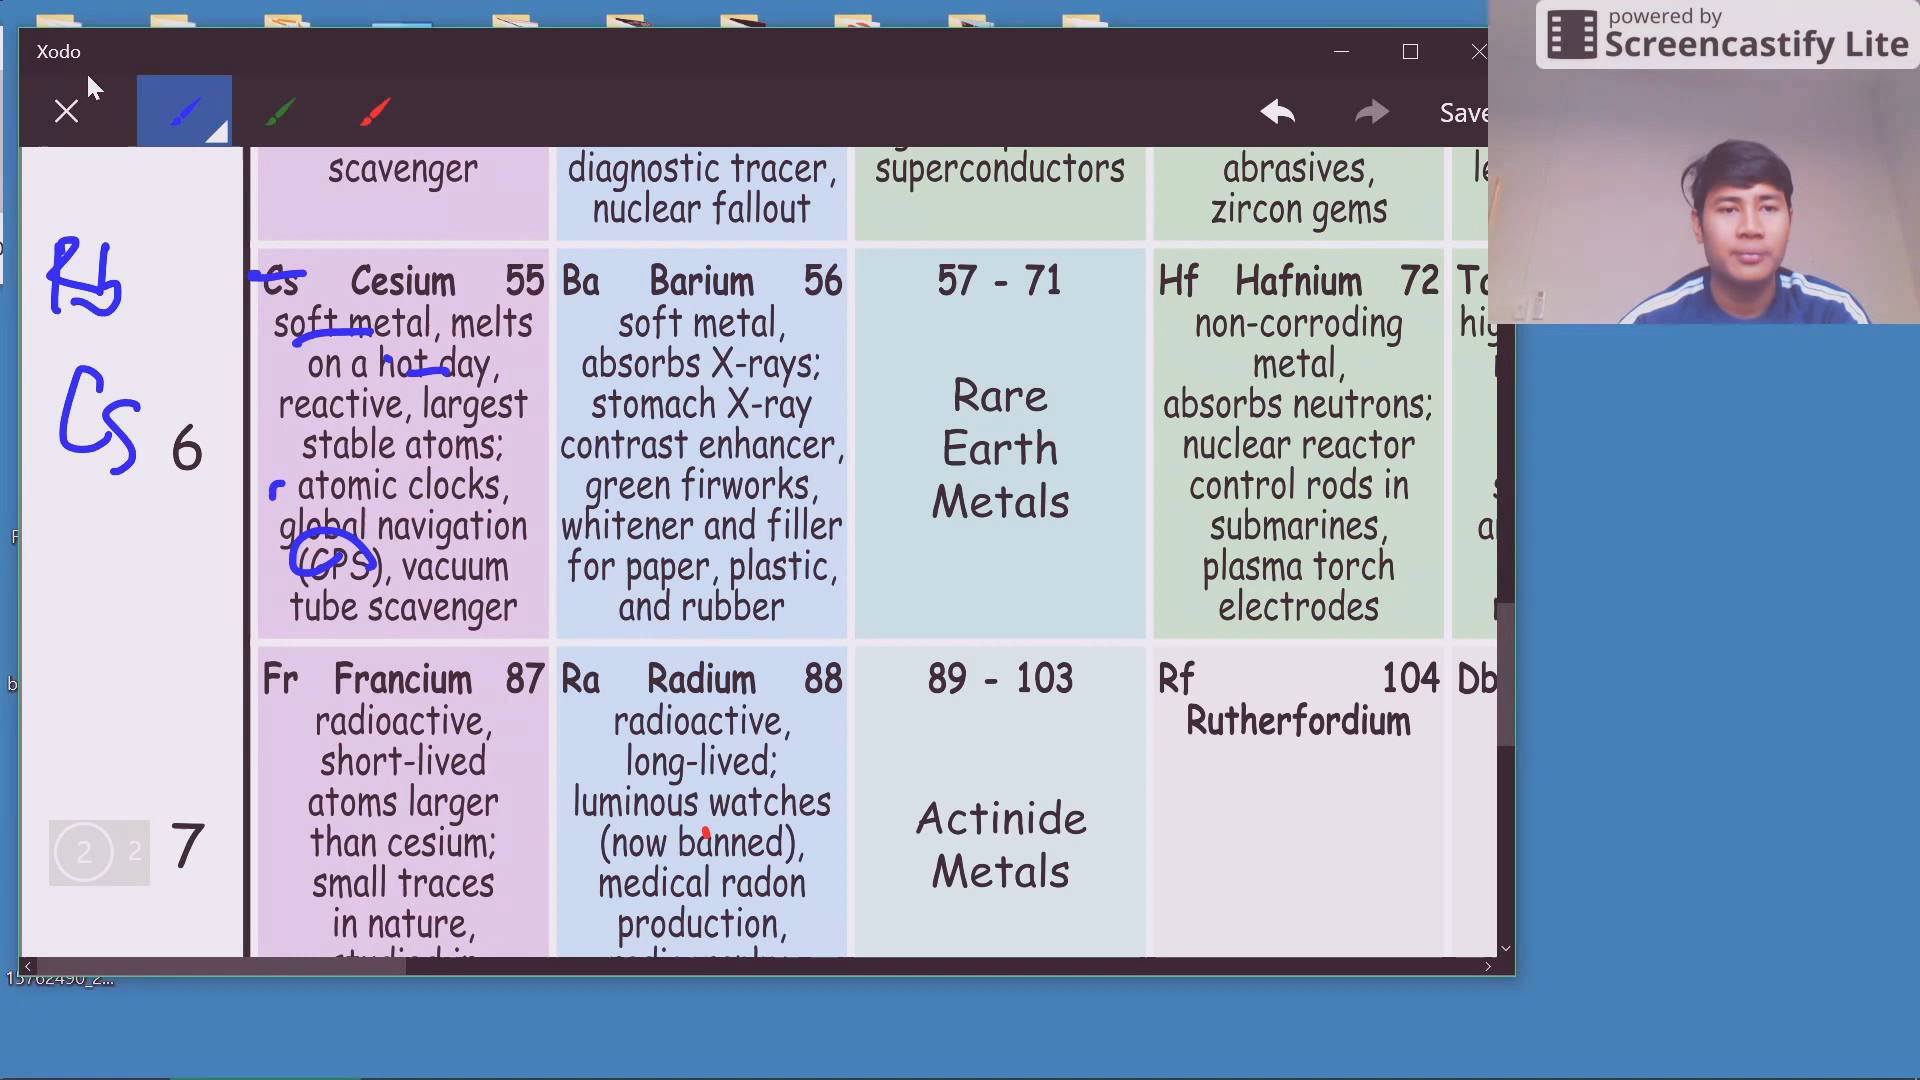 powered by
Screencastify Lite
Xodo
Save
scavenger
diagnostic tracer,
nuclear fallout
superconductors
abrasives,
zircon gems
Rb
Cs
6
Cs Cesium 55
soft metal, melts
on a hot day,
reactive, largest
stable atoms;
atomic clocks,
global navigation
(GPS), vacuum
tube scavenger
Ba Barium 56
soft metal,
absorbs X-rays;
stomach X-ray
contrast enhancer,
green firworks,
whitener and filler
for paper, plastic,
and rubber
57 - 71
Rare
Earth
Metals
Hf Hafnium 72
non-corroding
metal,
absorbs neutrons;
nuclear reactor
control rods in
submarines,
plasma torch
electrodes
7
2 2
Fr Francium 87
radioactive,
short-lived
atoms larger
than cesium;
small traces
in nature,
studied in
Ra Radium 88
radioactive,
long-lived;
luminous watches
(now banned),
medical radon
production,
89 - 103
Actinide
Metals
Rf 104
Rutherfordium
Db
15762490_2...